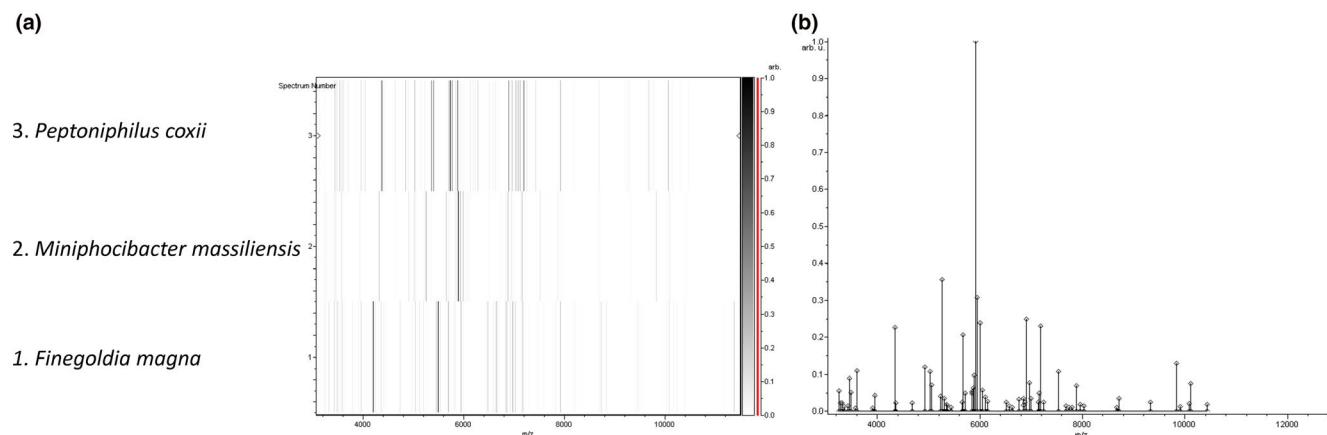 (a)
(b)
arb.
Spectrum Number
1.0
0.9
0.8
0.7
0.6
0.5
0.4
0.3
0.2
0.1
0.0
3. Peptoniphilus coxii
3
2. Miniphocibacter massiliensis
2
1. Finegoldia magna
1
4000 6000 8000 10000
m/z
arb. u.
1.0
0.9
0.8
0.7
0.6
0.5
0.4
0.3
0.2
0.1
0.0
4000 6000 8000 10000 12000
m/z